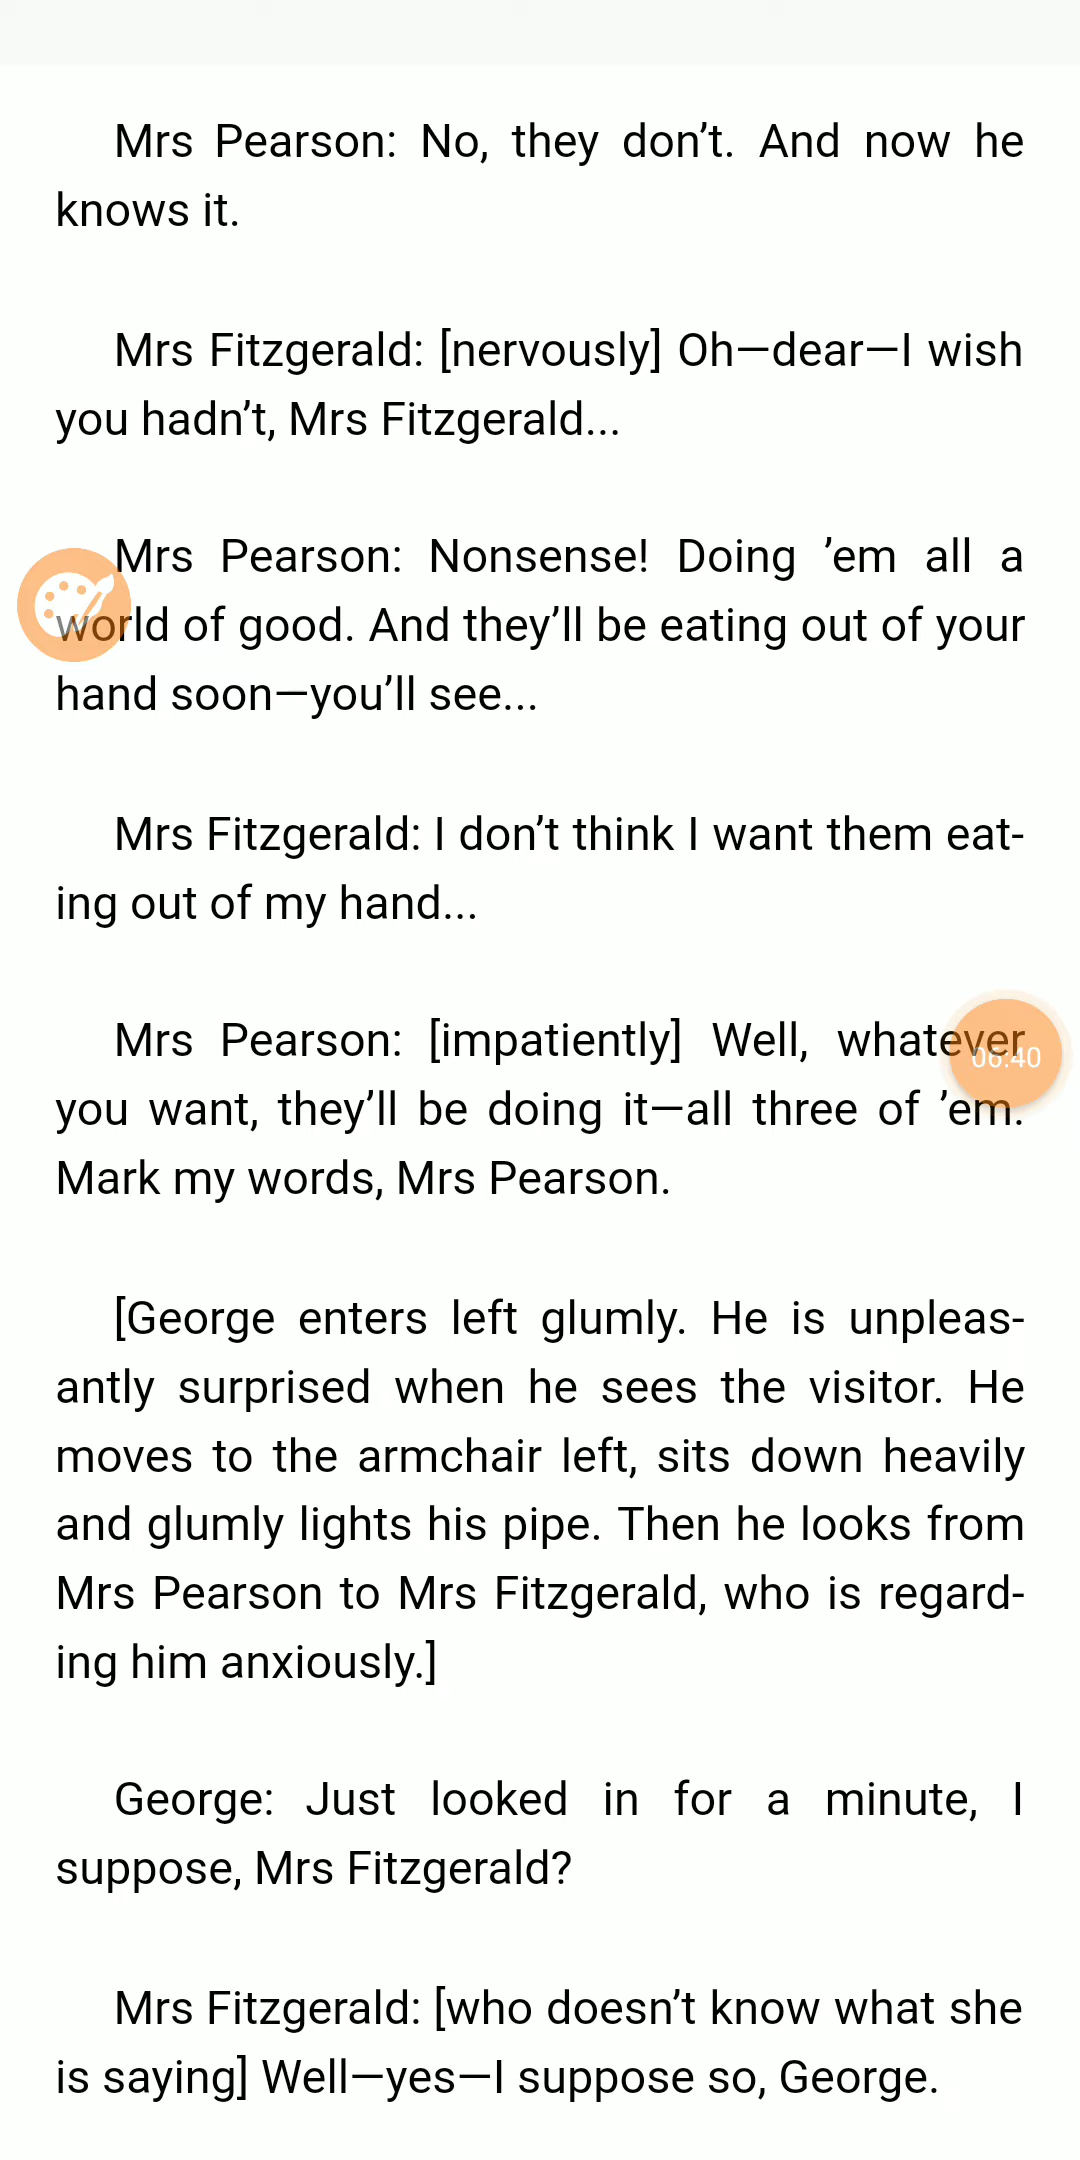 Mrs Pearson: No, they don’t. And now he
knows it.
Mrs Fitzgerald: [nervously] Oh—dear—I wish
you hadn’t, Mrs Fitzgerald...
Mrs Pearson: Nonsense! Doing ’em all a
world of good. And they’ll be eating out of your
hand soon—you’ll see...
Mrs Fitzgerald: I don’t think I want them eat-
ing out of my hand...
Mrs Pearson: [impatiently] Well, whatever
06:40
you want, they’ll be doing it—all three of ’em.
Mark my words, Mrs Pearson.
[George enters left glumly. He is unpleas-
antly surprised when he sees the visitor. He
moves to the armchair left, sits down heavily
and glumly lights his pipe. Then he looks from
Mrs Pearson to Mrs Fitzgerald, who is regard-
ing him anxiously.]
George: Just looked in for a minute, I
suppose, Mrs Fitzgerald?
Mrs Fitzgerald: [who doesn’t know what she
is saying] Well—yes—I suppose so, George.